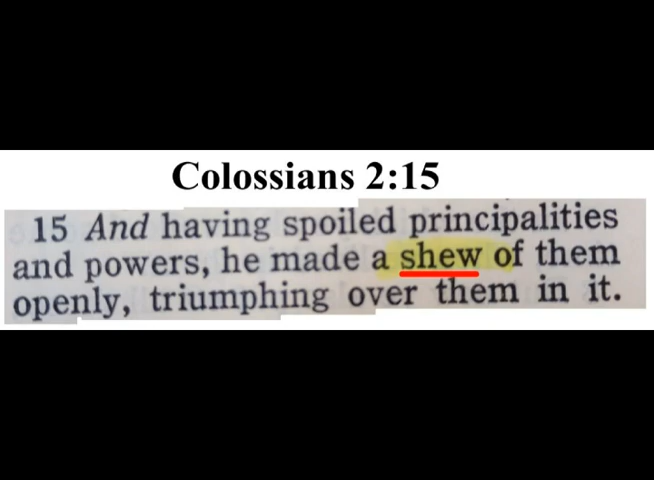 Colossians 2:15
15 And having spoiled principalities
and powers, he made a shew of them
openly, triumphing over them in it.